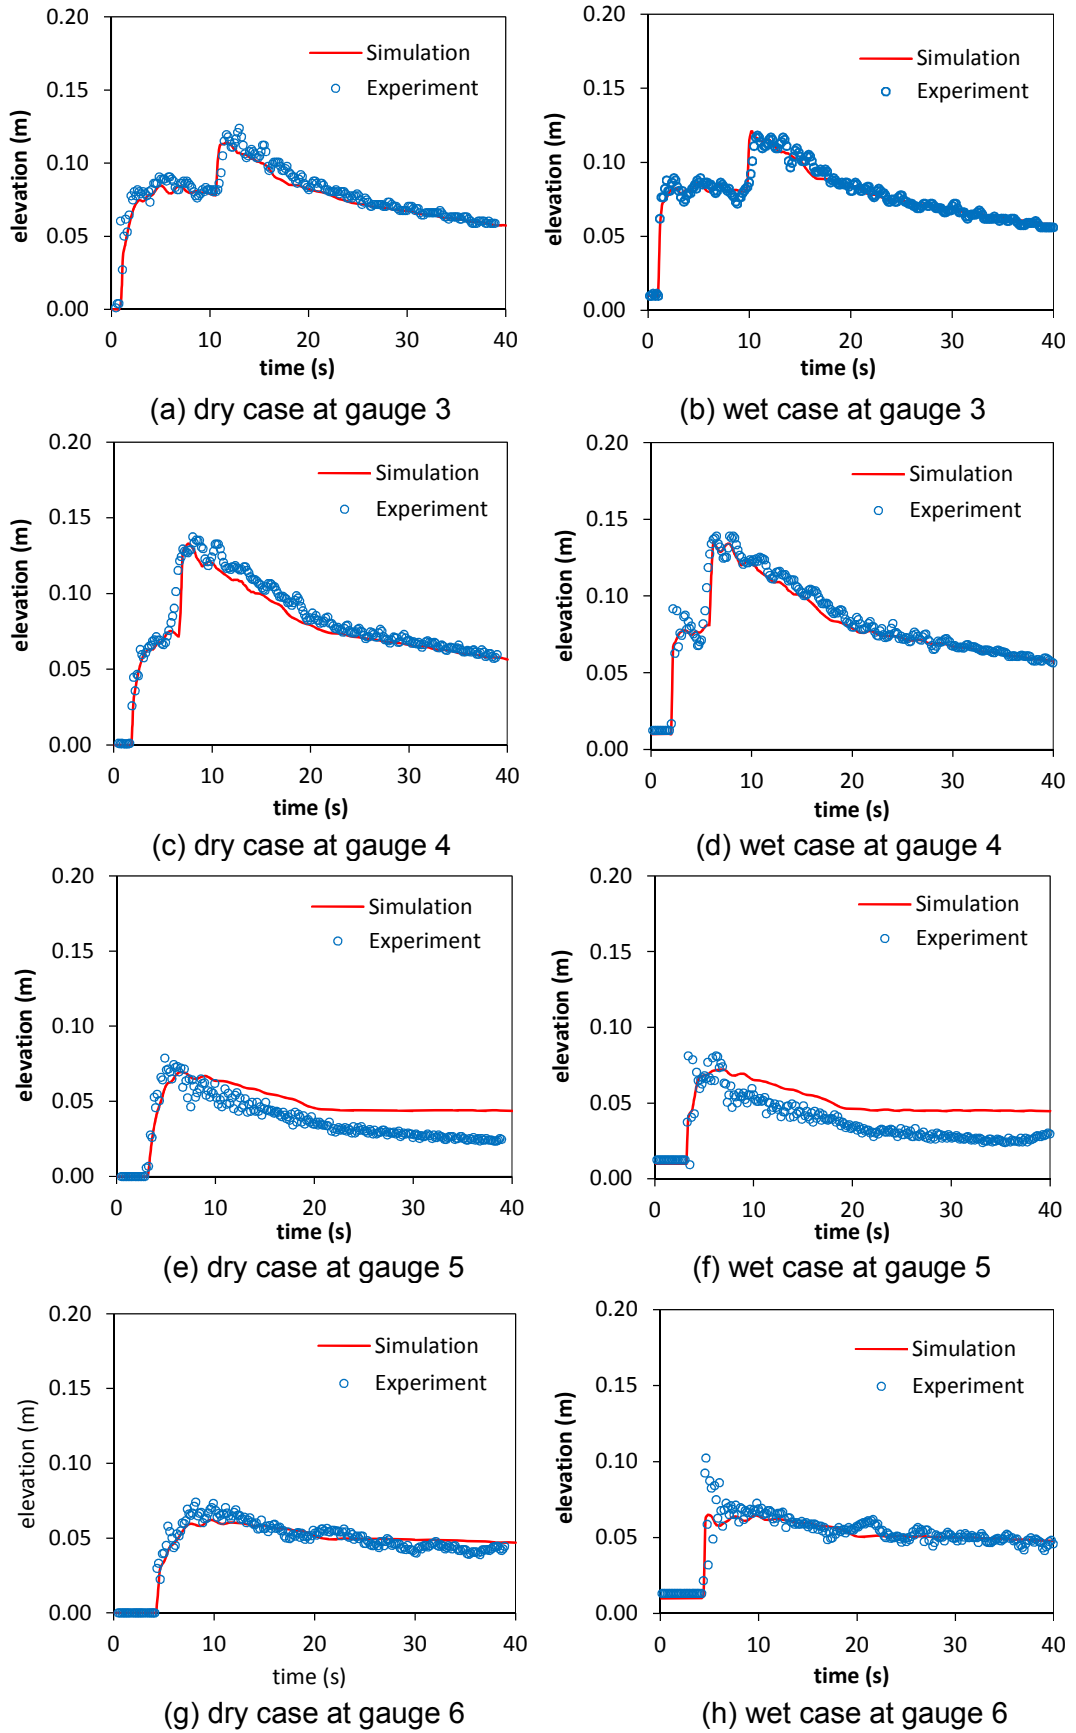 0.20
0.15
0.10
0.05
0.00
elevation (m)
Simulation
Experiment
0 10 20 30 40
time (s)
(a) dry case at gauge 3
0.20
0.15
0.10
0.05
0.00
elevation (m)
Simulation
Experiment
0 10 20 30 40
time (s)
(b) wet case at gauge 3
0.20
0.15
0.10
0.05
0.00
elevation (m)
Simulation
Experiment
0 10 20 30 40
time (s)
(c) dry case at gauge 4
0.20
0.15
0.10
0.05
0.00
elevation (m)
Simulation
Experiment
0 10 20 30 40
time (s)
(d) wet case at gauge 4
0.20
0.15
0.10
0.05
0.00
elevation (m)
Simulation
Experiment
0 10 20 30 40
time (s)
(e) dry case at gauge 5
0.20
0.15
0.10
0.05
0.00
elevation (m)
Simulation
Experiment
0 10 20 30 40
time (s)
(f) wet case at gauge 5
0.20
0.15
0.10
0.05
0.00
elevation (m)
Simulation
Experiment
0 10 20 30 40
time (s)
(g) dry case at gauge 6
0.20
0.15
0.10
0.05
0.00
elevation (m)
Simulation
Experiment
0 10 20 30 40
time (s)
(h) wet case at gauge 6